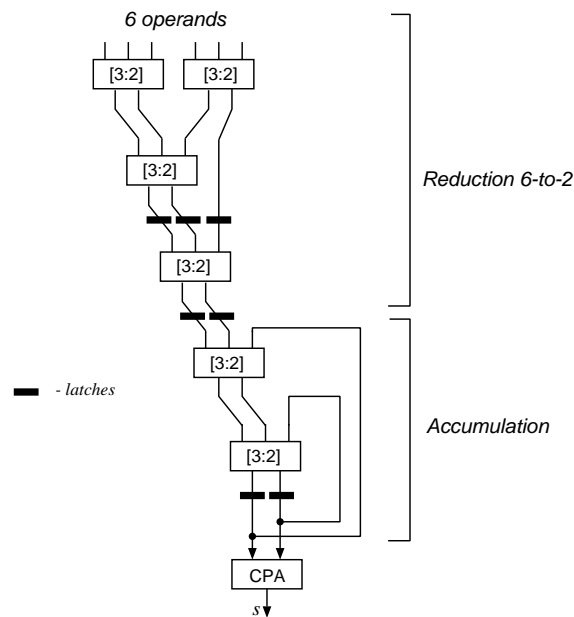 6 operands
[3:2]
[3:2]
[3:2]
Reduction 6-to-2
[3:2]
[3:2]
- latches
Accumulation
[3:2]
CPA
s